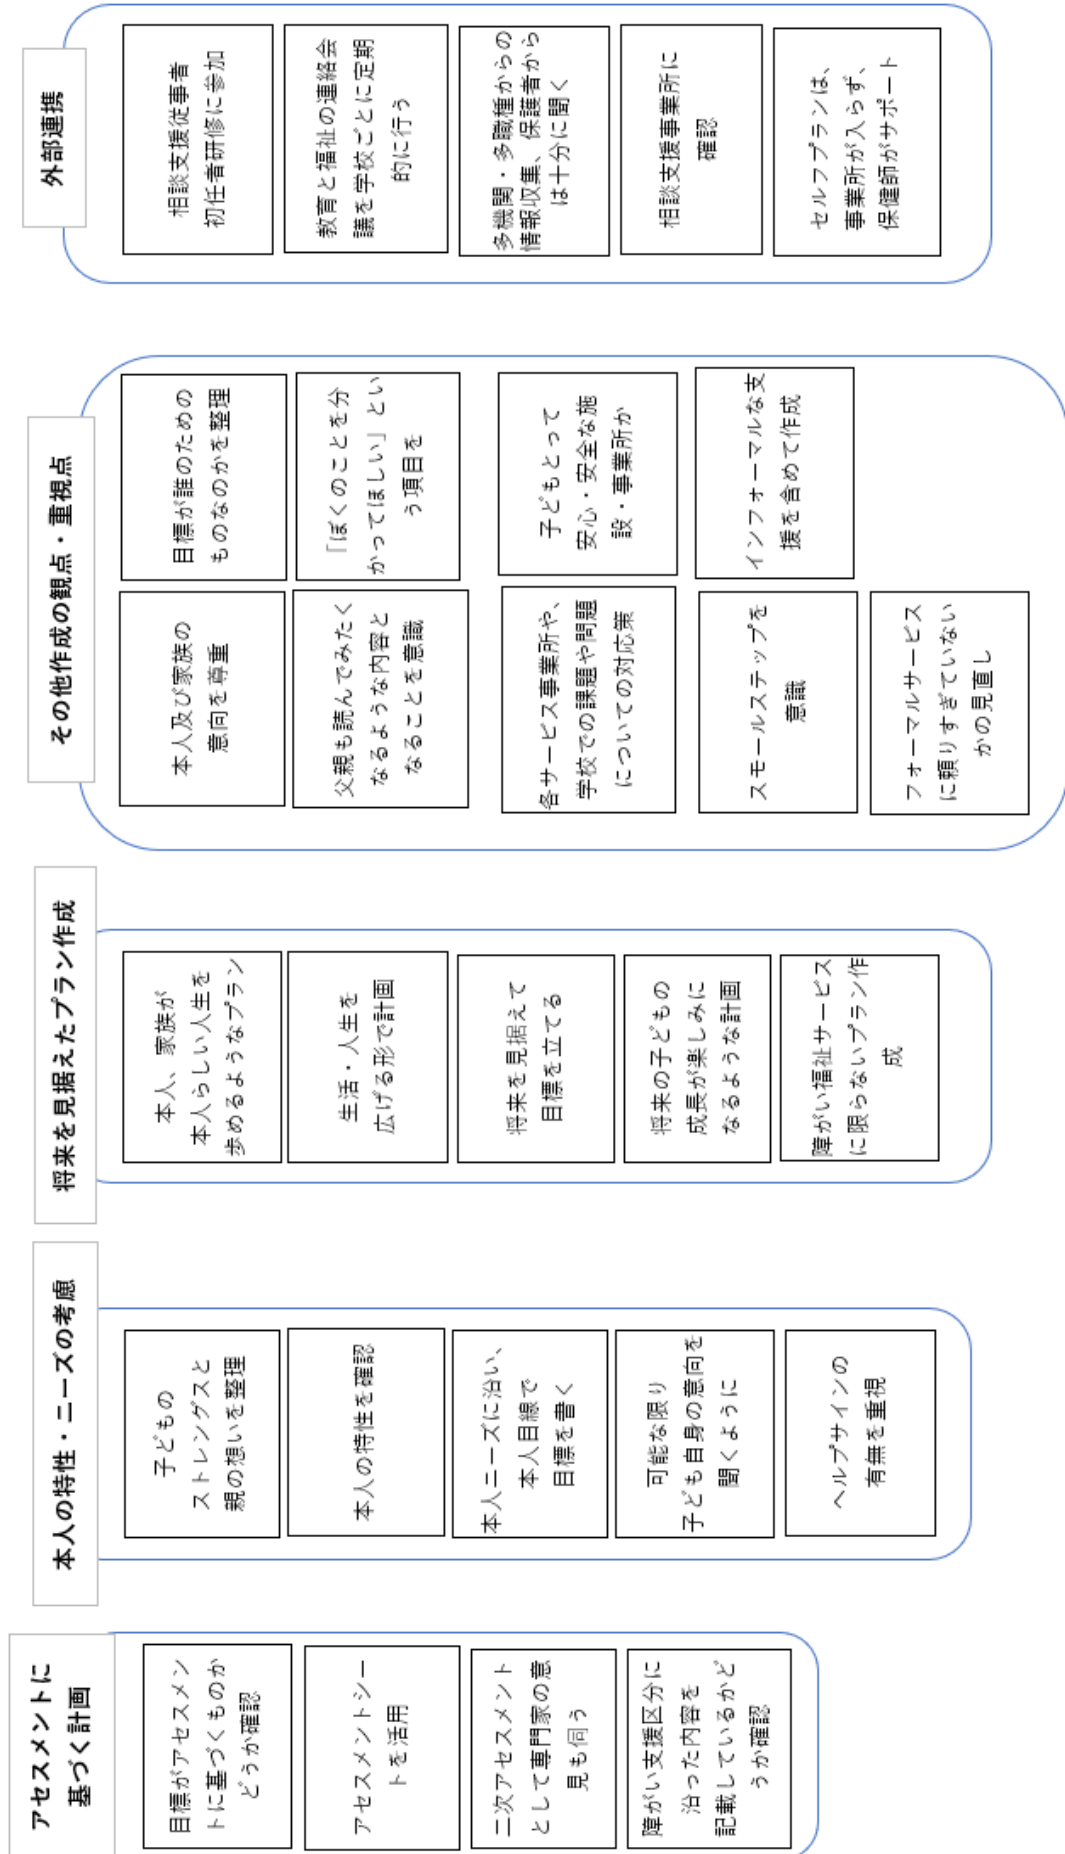 アセスメントに
基づく計画
目標がアセスメン
トに基づくものか
どうか確認
アセスメントシー
トを活用
二次アセスメント
として専門家の意
見も伺う
障がい支援区分に
沿った内容を
記載しているかど
うか確認
本人の特性・ニーズの考慮
子どもの
ストレングスと
親の想いを整理
本人の特性を確認
本人ニーズに沿い、
本人目線で
目標を書く
可能な限り
子ども自身の意向を
聞くように
ヘルプサインの
有無を重視
将来を見据えたプラン作成
本人、家族が
本人らしい人生を
歩めるようなプラン
生活・人生を
広げる形で計画
将来を見据えて
目標を立てる
将来の子どもの
成長が楽しみに
なるような計画
障がい福祉サービス
に限らないプラン作
成
その他作成の観点・重視点
本人及び家族の
意向を尊重
目標が誰のための
ものなのかを整理
父親も読んでみたく
なるような内容と
なることを意識
「ぼくのことを分
かってほしい」とい
う項目を
各サービス事業所や、
学校での課題や問題
についての対応策
子どもとって
安心・安全な施
設・事業所か
スモールステップを
意識
インフォーマルな支
援を含めて作成
フォーマルサービス
に頼りすぎていない
かの見直し
外部連携
相談支援従事者
初任者研修に参加
教育と福祉の連絡会
議を学校ごとに定期
的に行う
多機関・多職種からの
情報収集、保護者から
は十分に聞く
相談支援事業所に
確認
セルフプランは、
事業所が入らず、
保健師がサポート